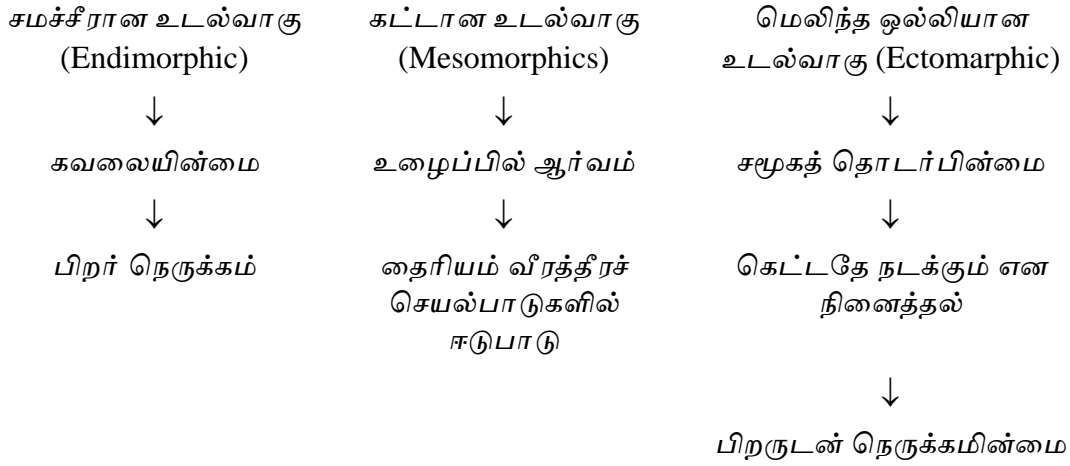 சமச்சீரான உடல்வாகு
(Endimorphic)
↓
கவலையின்மை
↓
பிறர் நெருக்கம்
கட்டான உடல்வாகு
(Mesomorphics)
↓
உழைப்பில் ஆர்வம்
↓
தைரியம் வீரத்தீரச்
செயல்பாடுகளில்
ஈடுபாடு
மெலிந்த ஒல்லியான
உடல்வாகு (Ectomarphic)
↓
சமூகத் தொடர்பின்மை
↓
கெட்டதே நடக்கும் என
நினைத்தல்
↓
பிறருடன் நெருக்கமின்மை